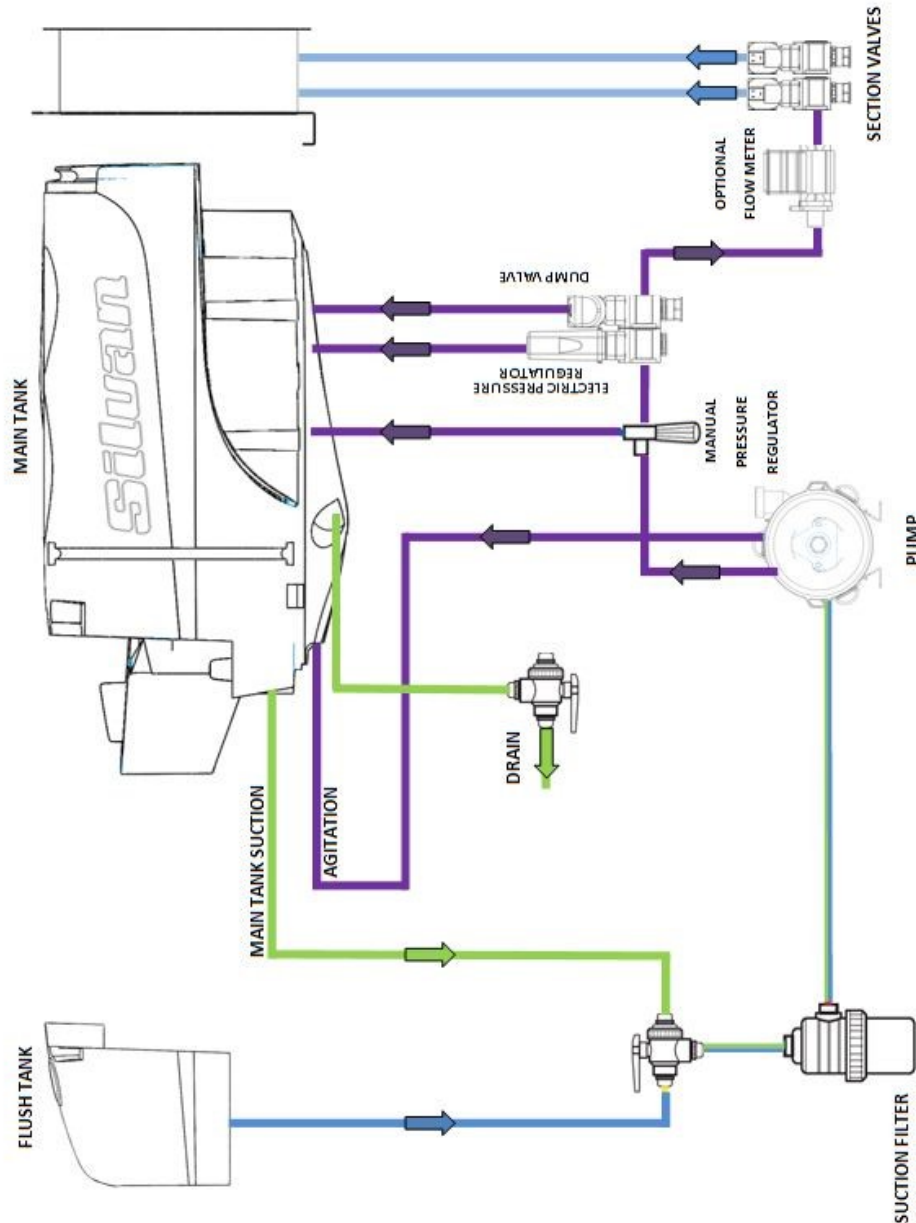 FLUSH TANK
MAIN TANK
Silvan
MAIN TANK SUCTION
AGITATION
DRAIN
ELECTRIC PRESSURE
REGULATOR
DUMP VALVE
MANUAL
PRESSURE
REGULATOR
OPTIONAL
FLOW METER
SUCTION FILTER
PUMP
SECTION VALVES